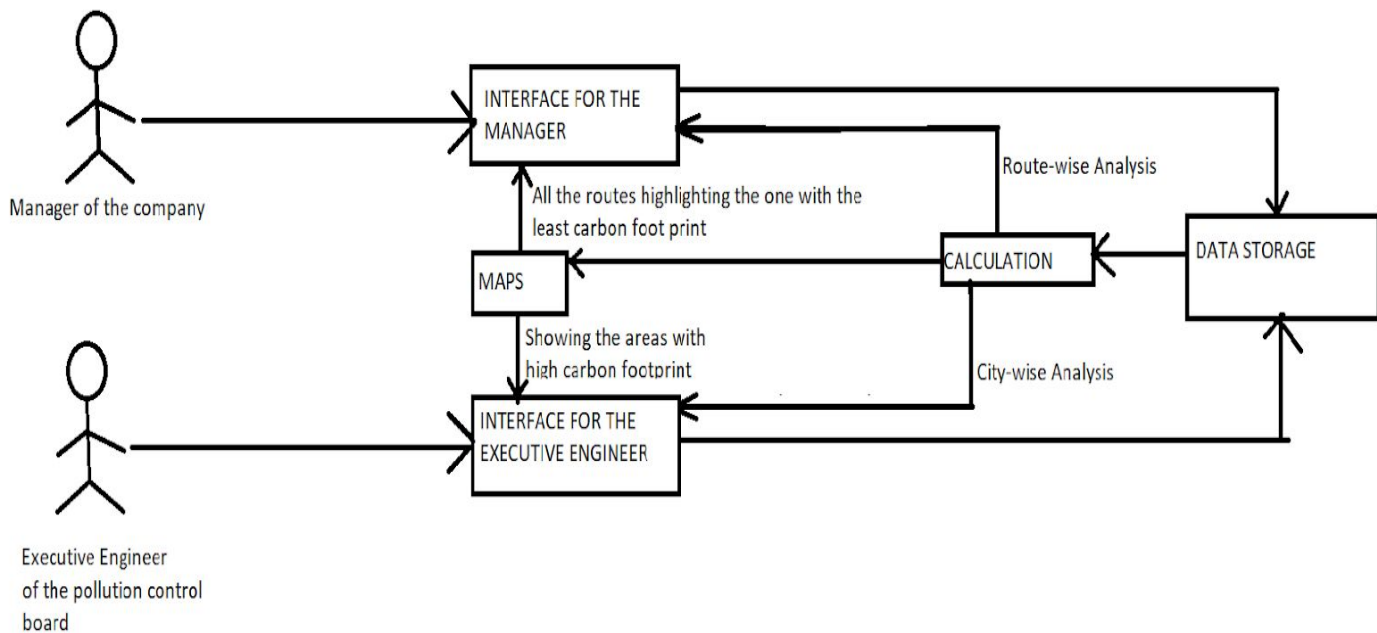 INTERFACE FOR THE
MANAGER
Route-wise Analysis
Manager of the company
All the routes highlighting the one with the
least carbon foot print
DATA STORAGE
CALCULATION
MAPS
Showing the areas with
high carbon footprint
City-wise Analysis
INTERFACE FOR THE
EXECUTIVE ENGINEER
Executive Engineer
of the pollution control
board